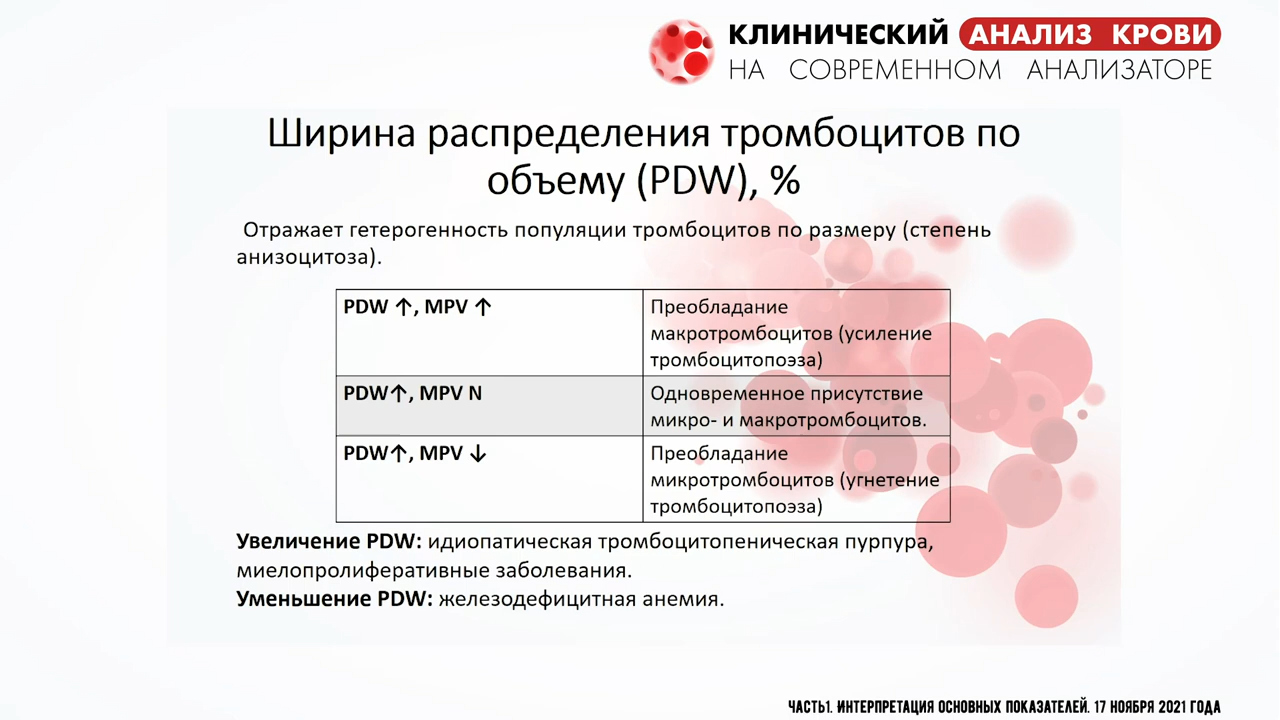 КЛИНИЧЕСКИЙ АНАЛИЗ КРОВИ
НА СОВРЕМЕННОМ АНАЛИЗАТОРЕ
Ширина распределения тромбоцитов по
объему (PDW), %
Отражает гетерогенность популяции тромбоцитов по размеру (степень
анизоцитоза).
PDW ↑, MPV ↑
Преобладание
макротромбоцитов (усиление
тромбоцитопоэза)
PDW↑, MPV N
Одновременное присутствие
микро- и макротромбоцитов.
PDW↑, MPV ↓
Преобладание
микротромбоцитов (угнетение
тромбоцитопоэза)
Увеличение PDW: идиопатическая тромбоцитопеническая пурпура,
миелопролиферативные заболевания.
Уменьшение PDW: железодефицитная анемия.
ЧАСТЬ1. ИНТЕРПРЕТАЦИЯ ОСНОВНЫХ ПОКАЗАТЕЛЕЙ. 17 НОЯБРЯ 2021 ГОДА